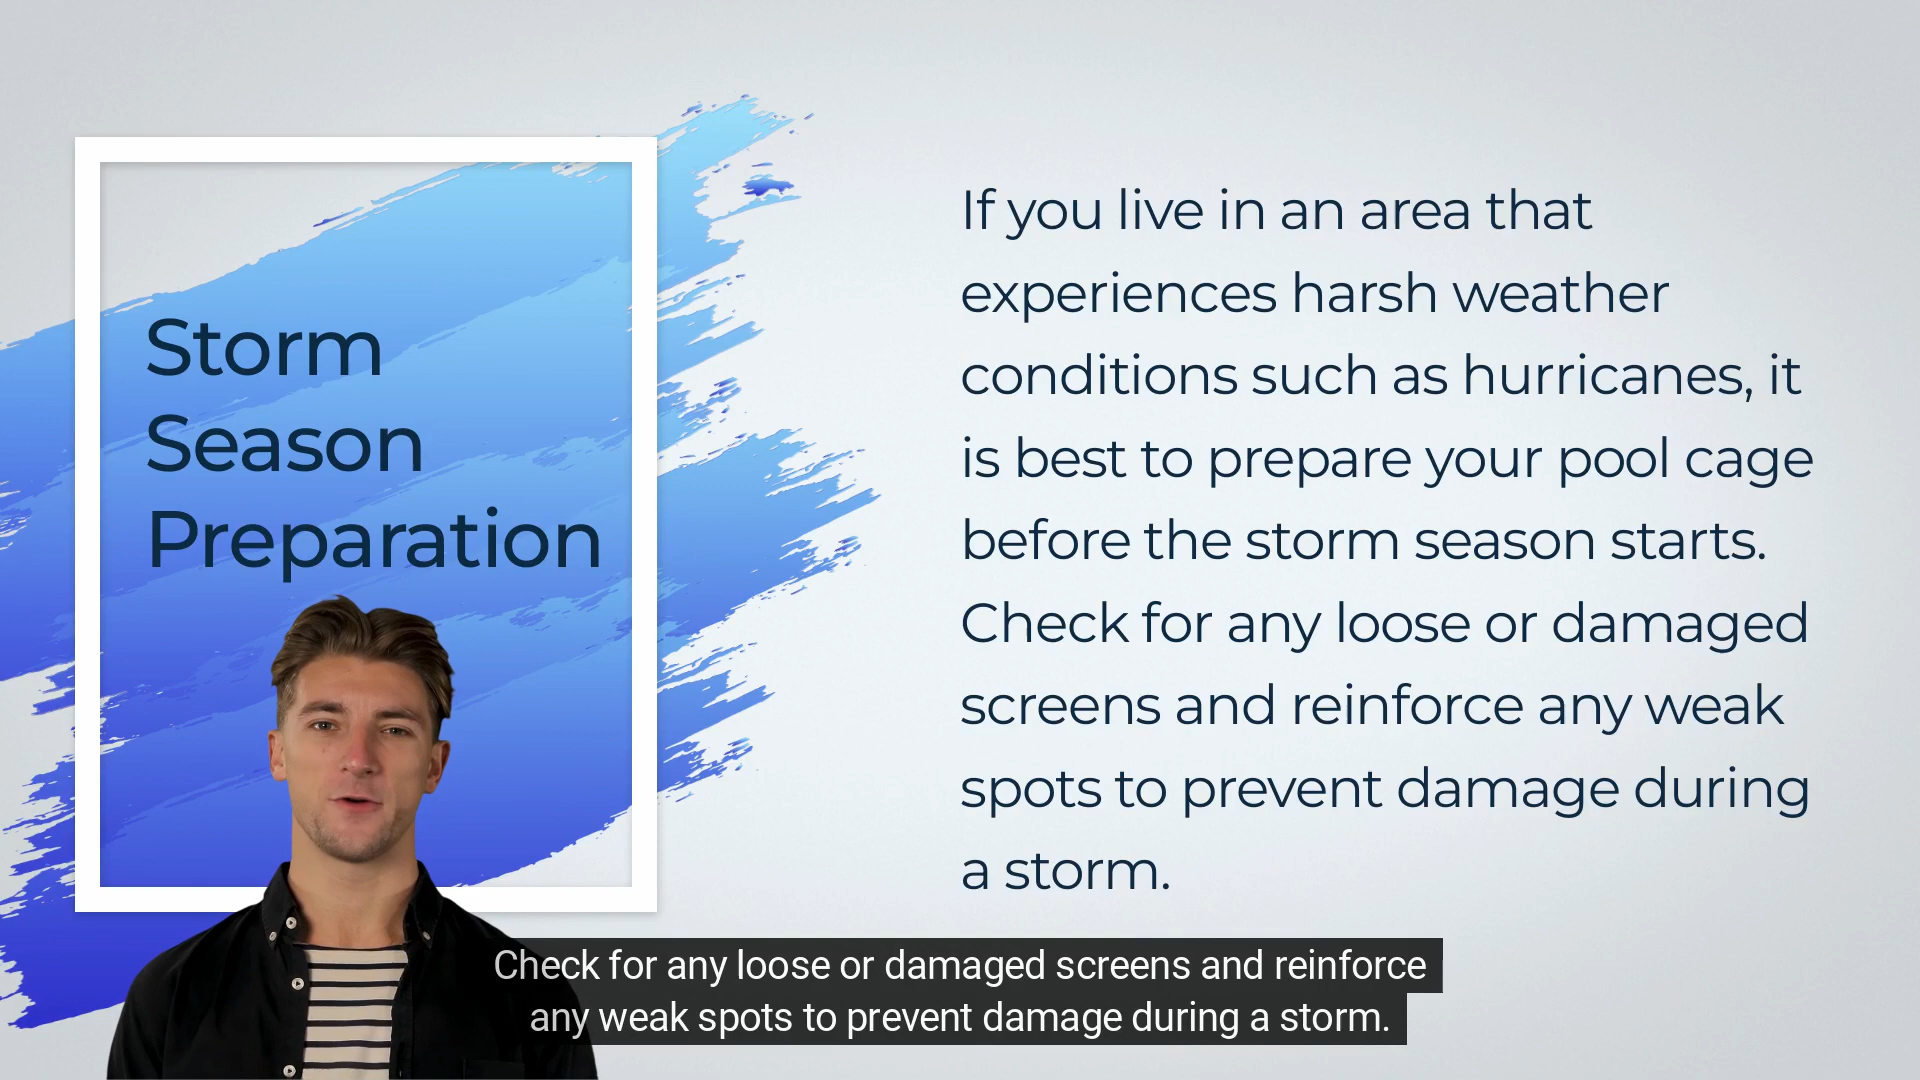 Storm
Season
Preparation
If you live in an area that
experiences harsh weather
conditions such as hurricanes, it
is best to prepare your pool cage
before the storm season starts.
Check for any loose or damaged
screens and reinforce any weak
spots to prevent damage during
a storm.
Check for any loose or damaged screens and reinforce
any weak spots to prevent damage during a storm.